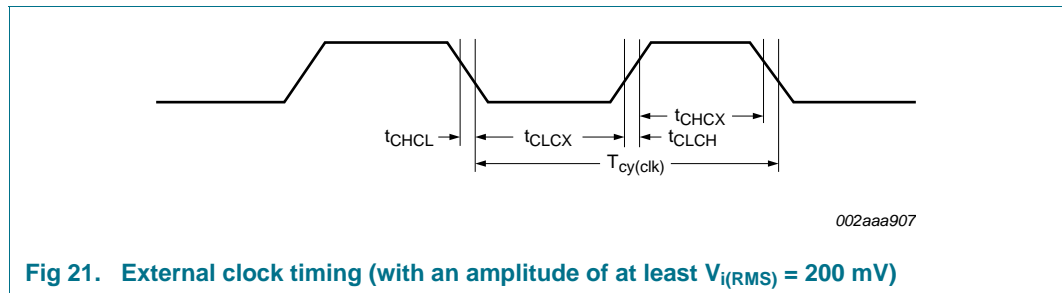 tCHCX
tCHCL
tCLCX
tCLCH
Tcy(clk)
002aaa907
Fig 21. External clock timing (with an amplitude of at least Vi(RMS) = 200 mV)